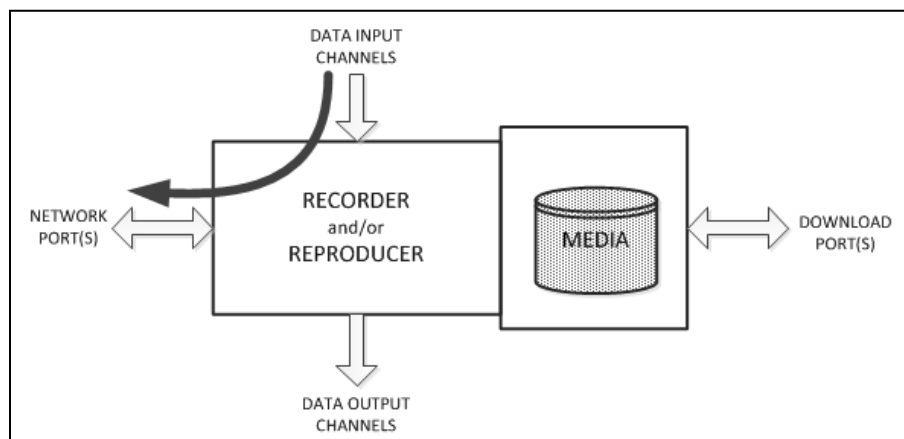 DATA INPUT
CHANNELS
NETWORK
PORT(S)
RECORDER
and/or
REPRODUCER
MEDIA
DOWNLOAD
PORT(S)
DATA OUTPUT
CHANNELS